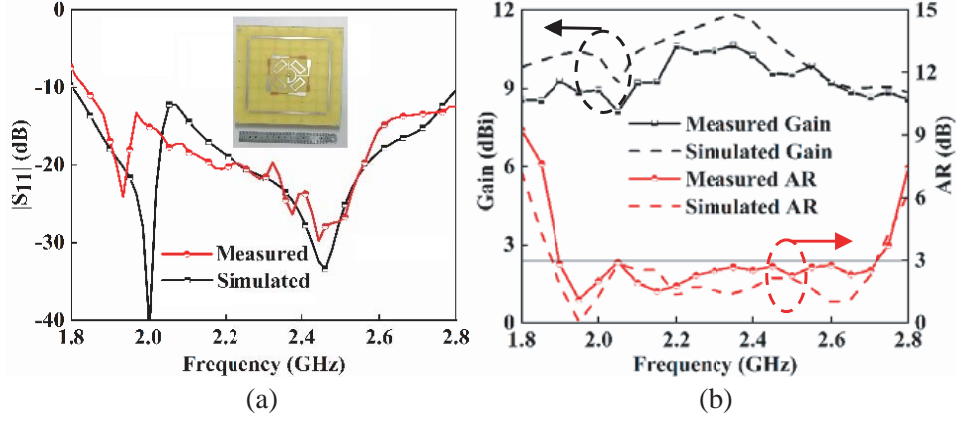 0
-10
-20
-30
-40
|S11| (dB)
Measured
Simulated
1.8 2.0 2.2 2.4 2.6 2.8
Frequency (GHz)
(a)
12
9
6
3
0
Gain (dBi)
15
12
9
6
3
0
AR (dB)
Measured Gain
Simulated Gain
Measured AR
Simulated AR
1.8 2.0 2.2 2.4 2.6 2.8
Frequency (GHz)
(b)